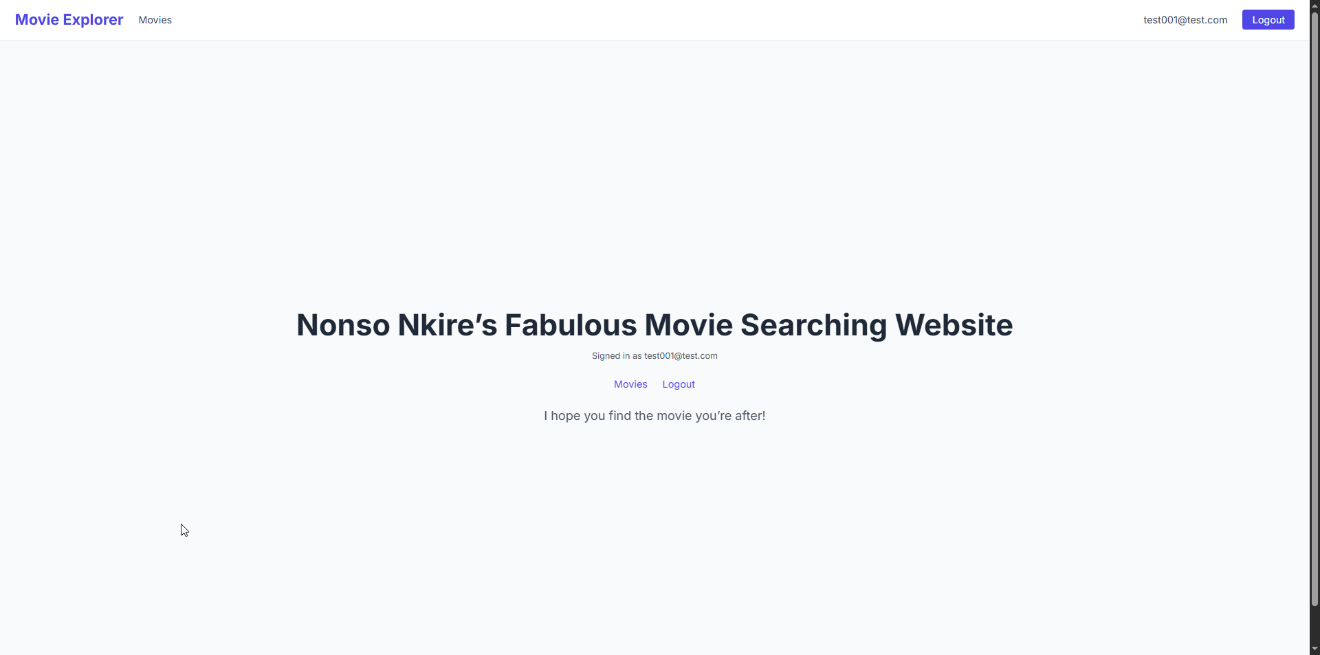 Movie Explorer Movies test001@test.com Logout
Nonso Nkire’s Fabulous Movie Searching Website
Signed in as test001@test.com
Movies Logout
I hope you find the movie you’re after!